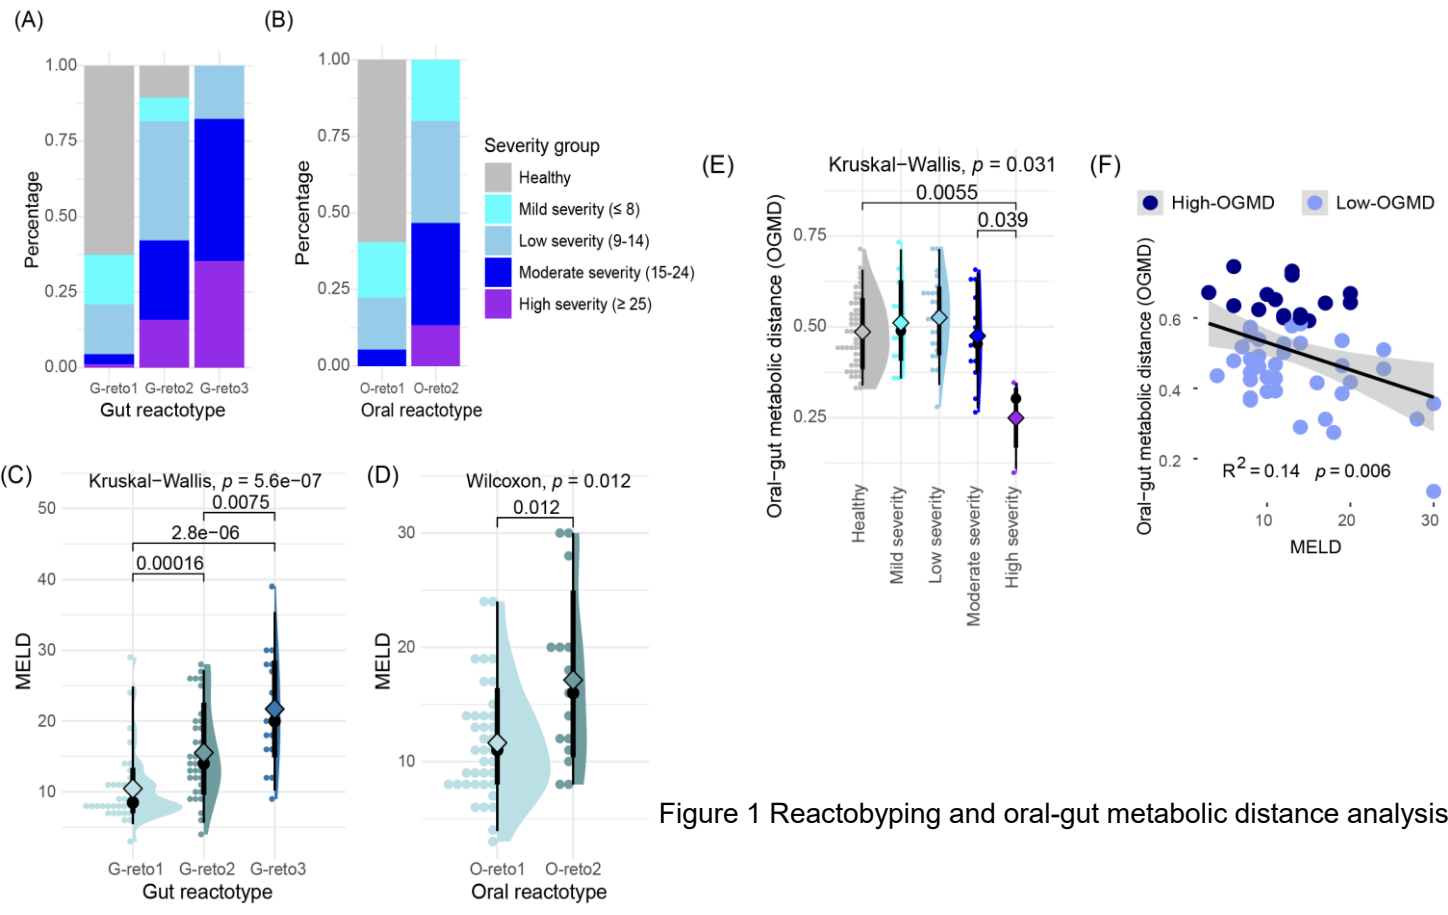 (A)
1.00
0.75
0.50
0.25
0.00
Percentage
G-reto1
G-reto2
G-reto3
Gut reactotype
(B)
1.00
0.75
0.50
0.25
0.00
Percentage
O-reto1
O-reto2
Oral reactotype
Severity group
Healthy
Mild severity (≤ 8)
Low severity (9-14)
Moderate severity (15-24)
High severity (≥ 25)
(C)
Kruskal−Wallis, p = 5.6e−07
0.0075
2.8e−06
0.00016
50
40
30
20
10
MELD
G-reto1
G-reto2
G-reto3
Gut reactotype
(D)
Wilcoxon, p = 0.012
0.012
30
20
10
MELD
O-reto1
O-reto2
Oral reactotype
(E)
Kruskal−Wallis, p = 0.031
0.0055
0.039
0.75
0.50
0.25
Oral−gut metabolic distance (OGMD)
Healthy
Mild severity
Low severity
Moderate severity
High severity
(F)
High-OGMD
Low-OGMD
0.6
0.4
0.2
Oral−gut metabolic distance (OGMD)
R2 = 0.14 p = 0.006
10
20
30
MELD
Figure 1 Reactobyping and oral-gut metabolic distance analysis